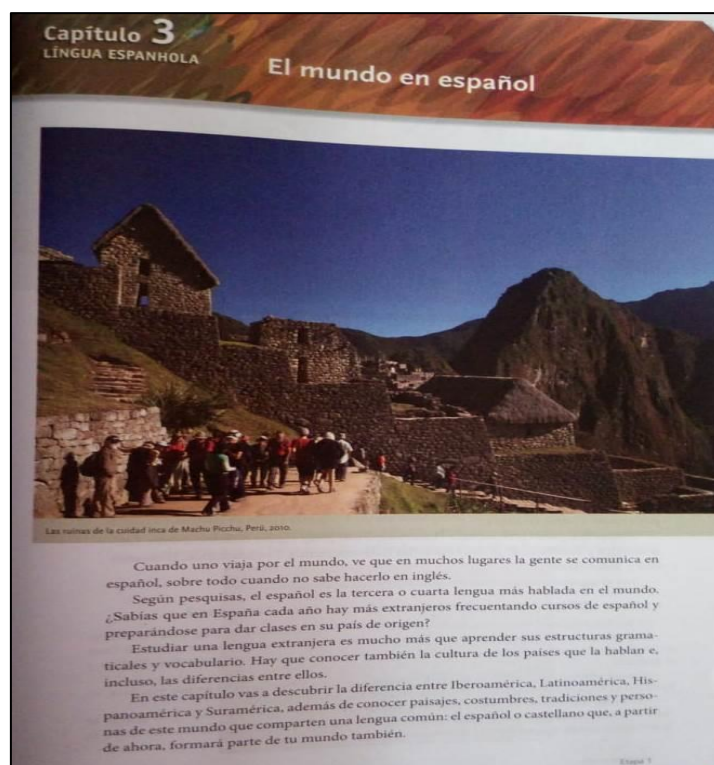 Capítulo 3
LÍNGUA ESPANHOLA
El mundo en español
Las ruinas de la cuidad inca de Machu Picchu, Perú, 2010.
Cuando uno viaja por el mundo, ve que en muchos lugares la gente se comunica en
español, sobre todo cuando no sabe hacerlo en inglés.
Según pesquisas, el español es la tercera o cuarta lengua más hablada en el mundo.
¿Sabías que en España cada año hay más extranjeros frecuentando cursos de español y
preparándose para dar clases en su país de origen?
Estudiar una lengua extranjera es mucho más que aprender sus estructuras grama-
ticales y vocabulario. Hay que conocer también la cultura de los países que la hablan e,
incluso, las diferencias entre ellos.
En este capítulo vas a descubrir la diferencia entre Iberoamérica, Latinoamérica, His-
panoamérica y Suramérica, además de conocer paisajes, costumbres, tradiciones y perso-
nas de este mundo que comparten una lengua común: el español o castellano que, a partir
de ahora, formará parte de tu mundo también.
Etapa 1